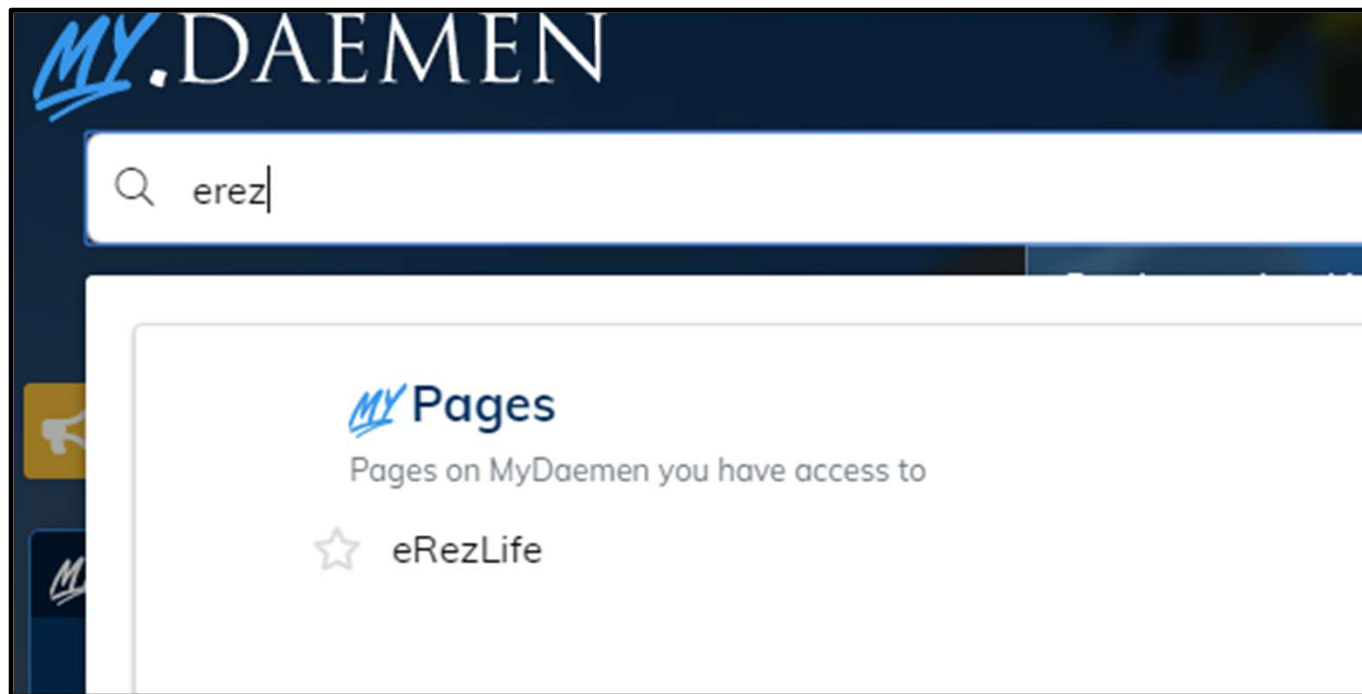 MY.DAEMEN
erez
MY Pages
Pages on MyDaemen you have access to
eRezLife